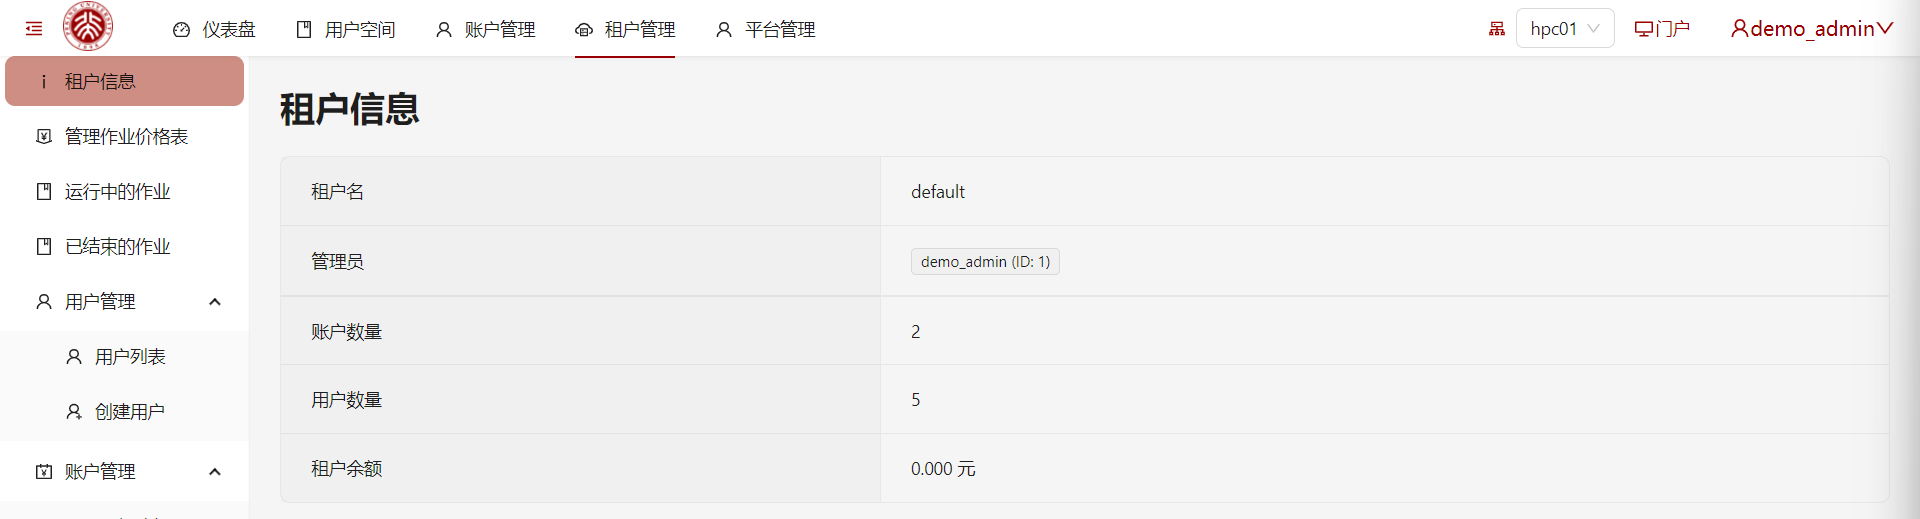 仪表盘 用户空间 账户管理 租户管理 平台管理 hpc01 门户 demo_admin
租户信息
管理作业价格表
运行中的作业
已结束的作业
用户管理
用户列表
创建用户
账户管理
租户信息
租户名 default
管理员 demo_admin (ID: 1)
账户数量 2
用户数量 5
租户余额 0.000 元